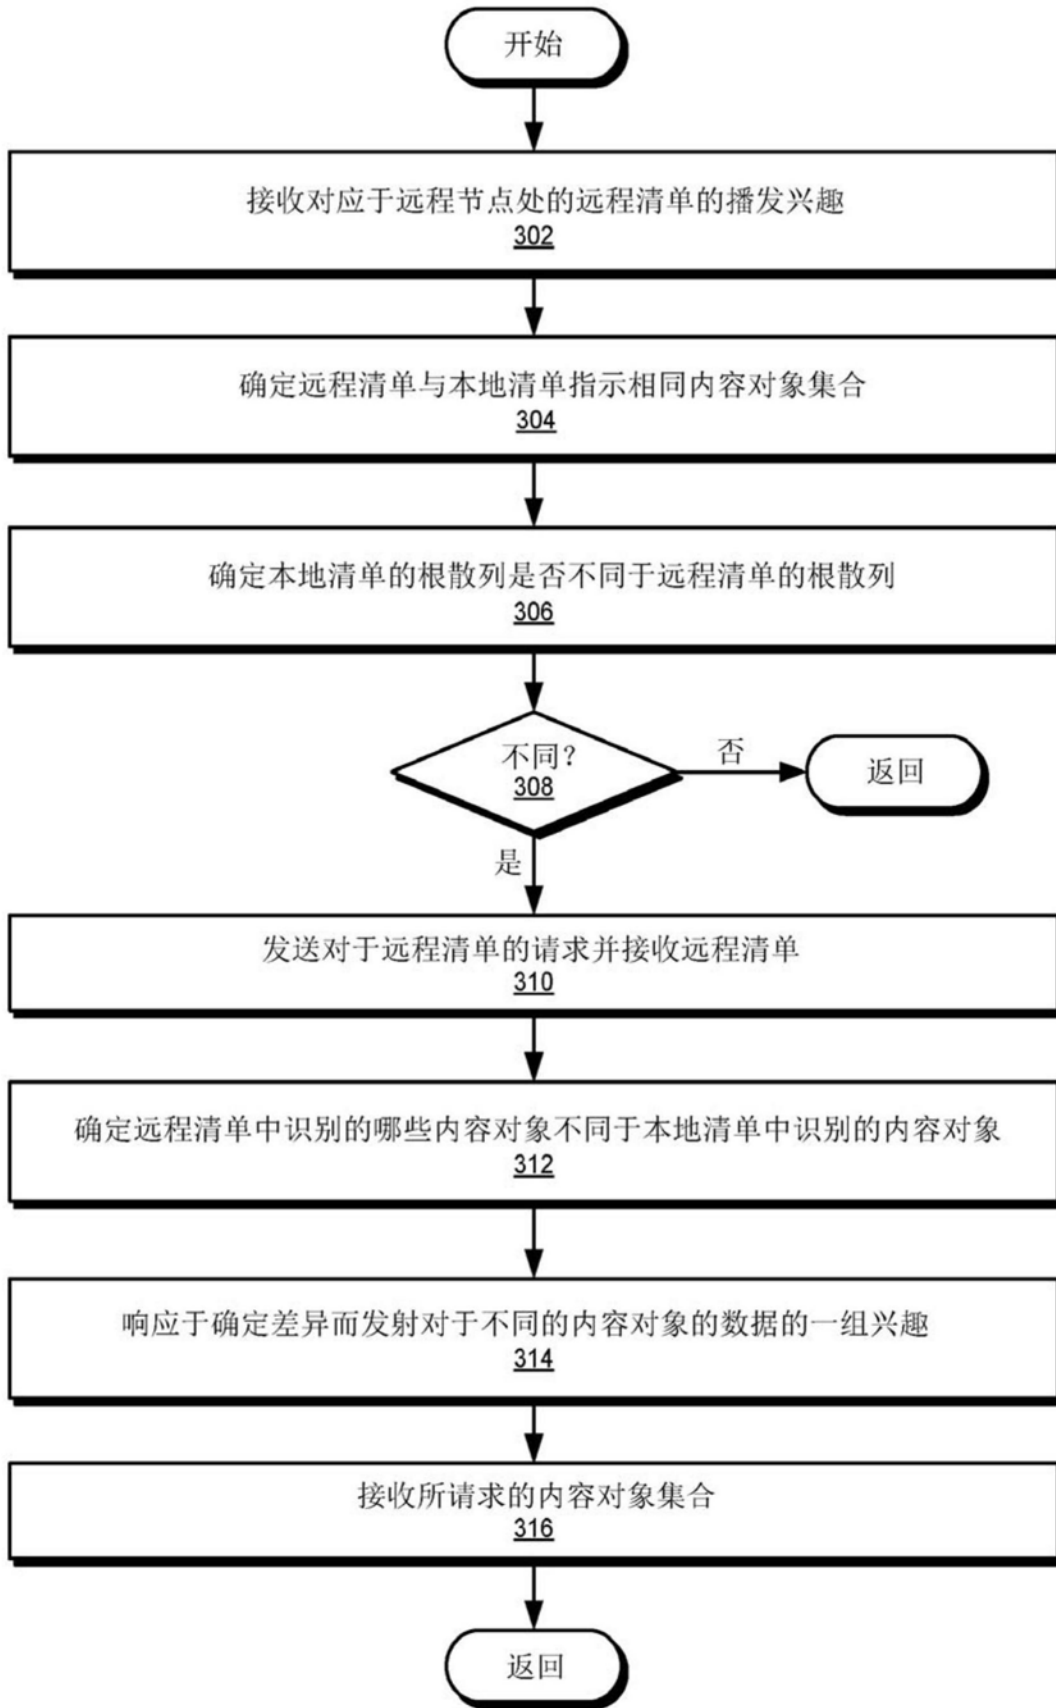 开始
接收对应于远程节点处的远程清单的播发兴趣
302
确定远程清单与本地清单指示相同内容对象集合
304
确定本地清单的根散列是否不同于远程清单的根散列
306
不同?
308
否
返回
是
发送对于远程清单的请求并接收远程清单
310
确定远程清单中识别的哪些内容对象不同于本地清单中识别的内容对象
312
响应于确定差异而发射对于不同的内容对象的数据的一组兴趣
314
接收所请求的内容对象集合
316
返回